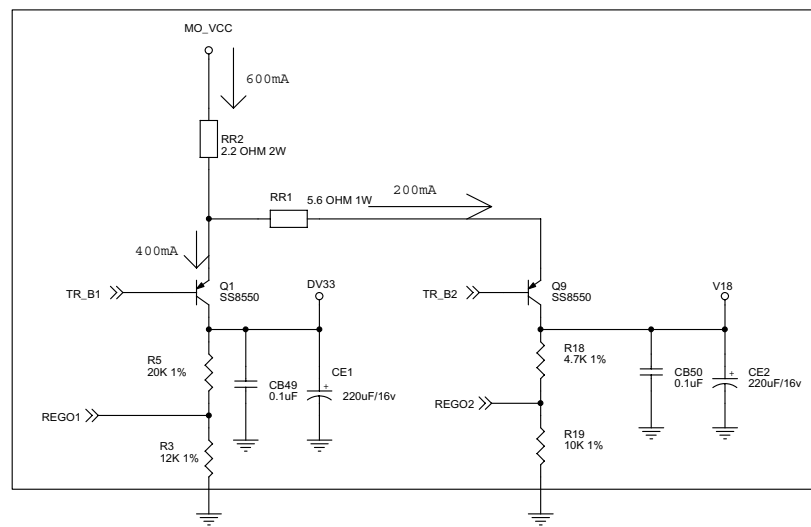 MO_VCC
600mA
RR2
2.2 OHM 2W
RR1
5.6 OHM 1W
200mA
400mA
TR_B1
Q1
SS8550
DV33
TR_B2
Q9
SS8550
V18
R5
20K 1%
CB49
0.1uF
CE1
+
220uF/16v
R18
4.7K 1%
CB50
0.1uF
CE2
+
220uF/16v
REGO1
REGO2
R3
12K 1%
R19
10K 1%